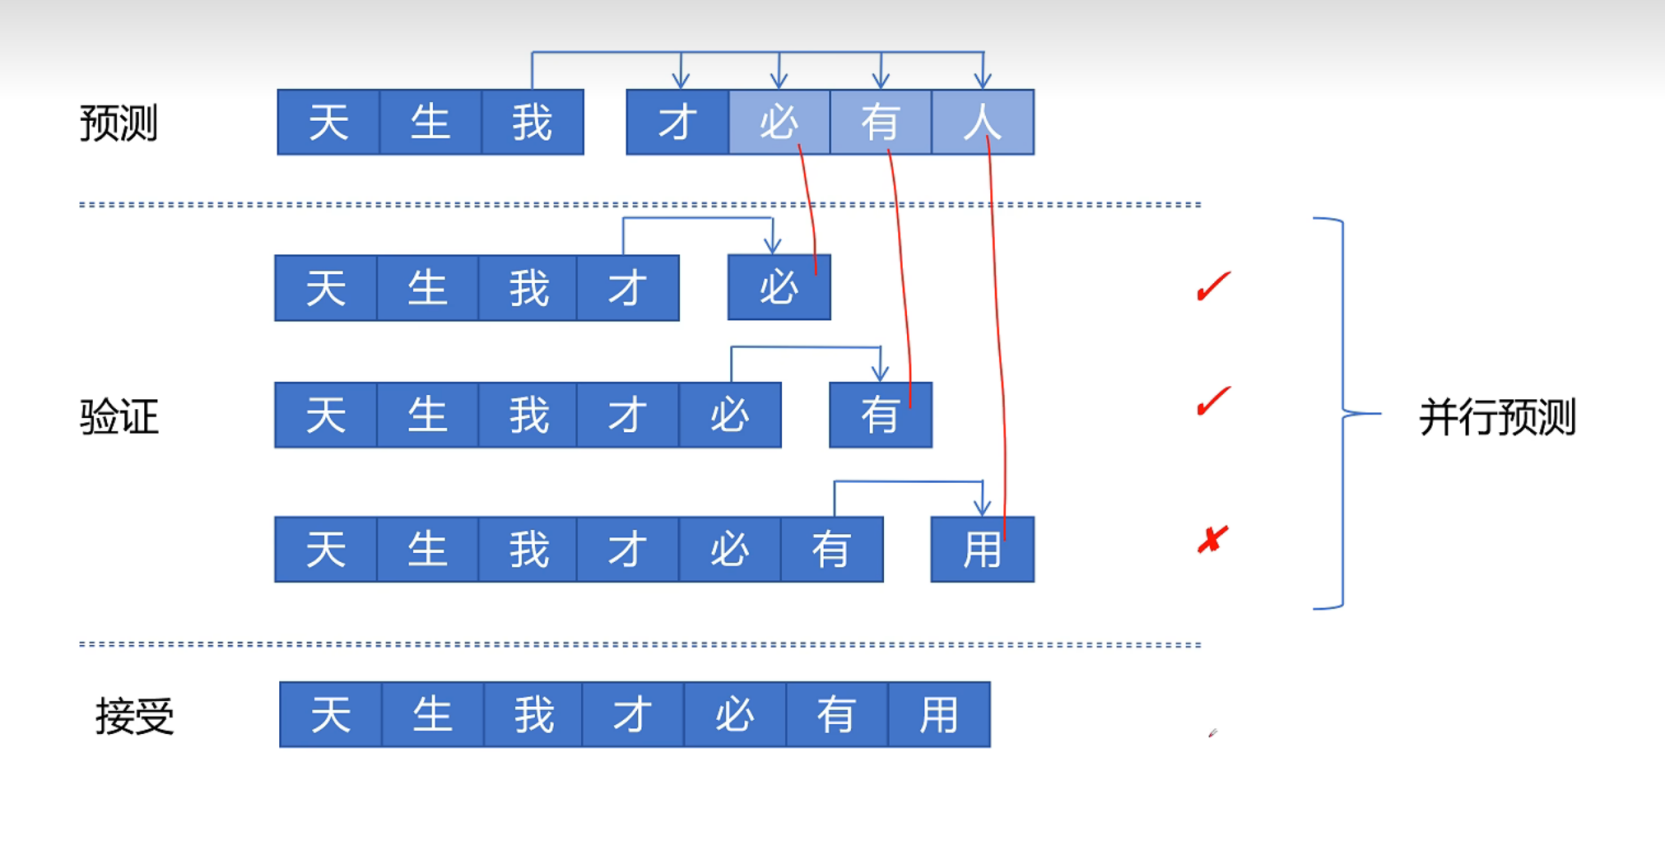 预测 天生我 才必有人
天生我才 必
验证 天生我才必 有 并行预测
天生我才必有 用
接受 天生我才必有用